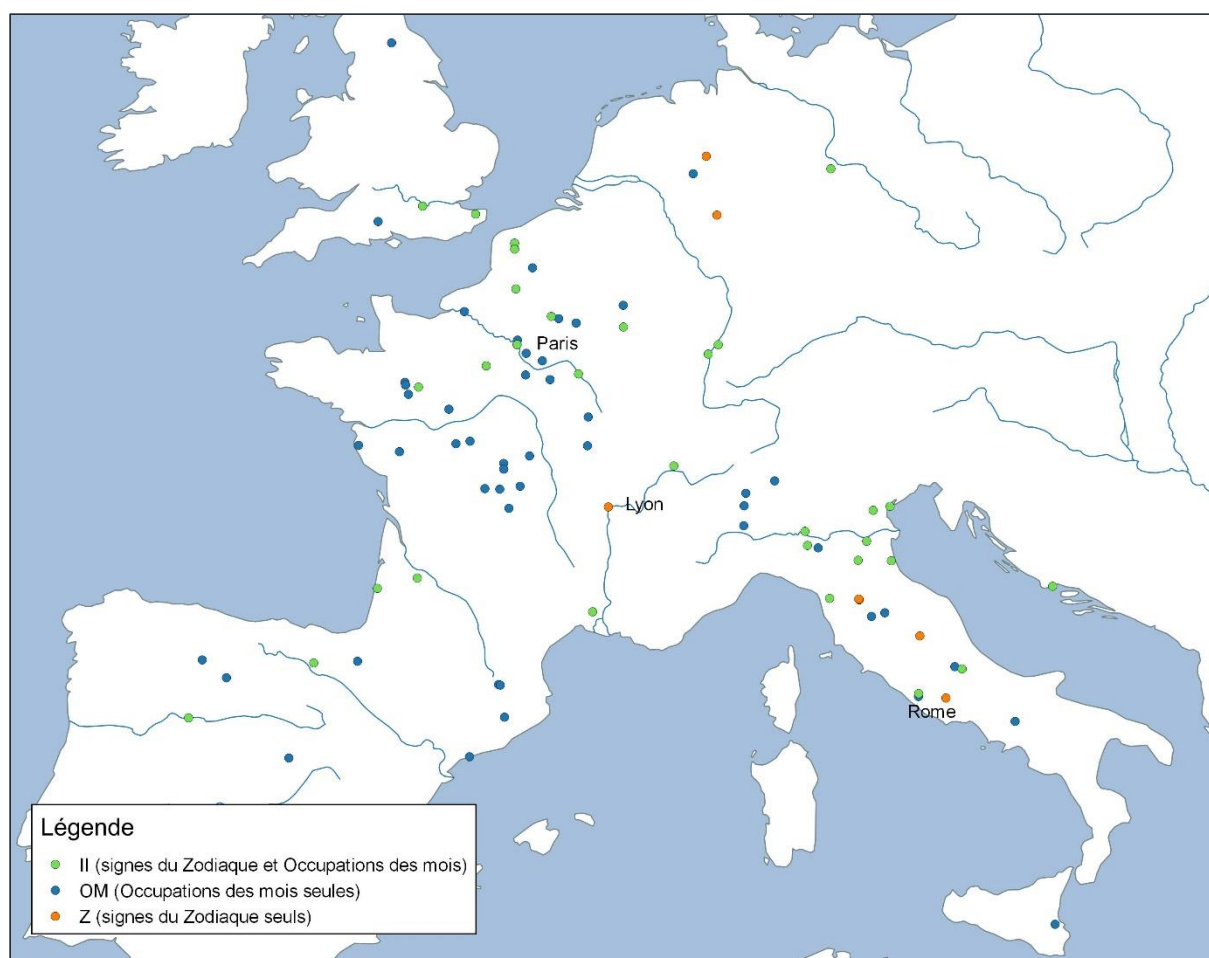 Paris
Lyon
Rome
Légende
II (signes du Zodiaque et Occupations des mois)
OM (Occupations des mois seules)
Z (signes du Zodiaque seuls)